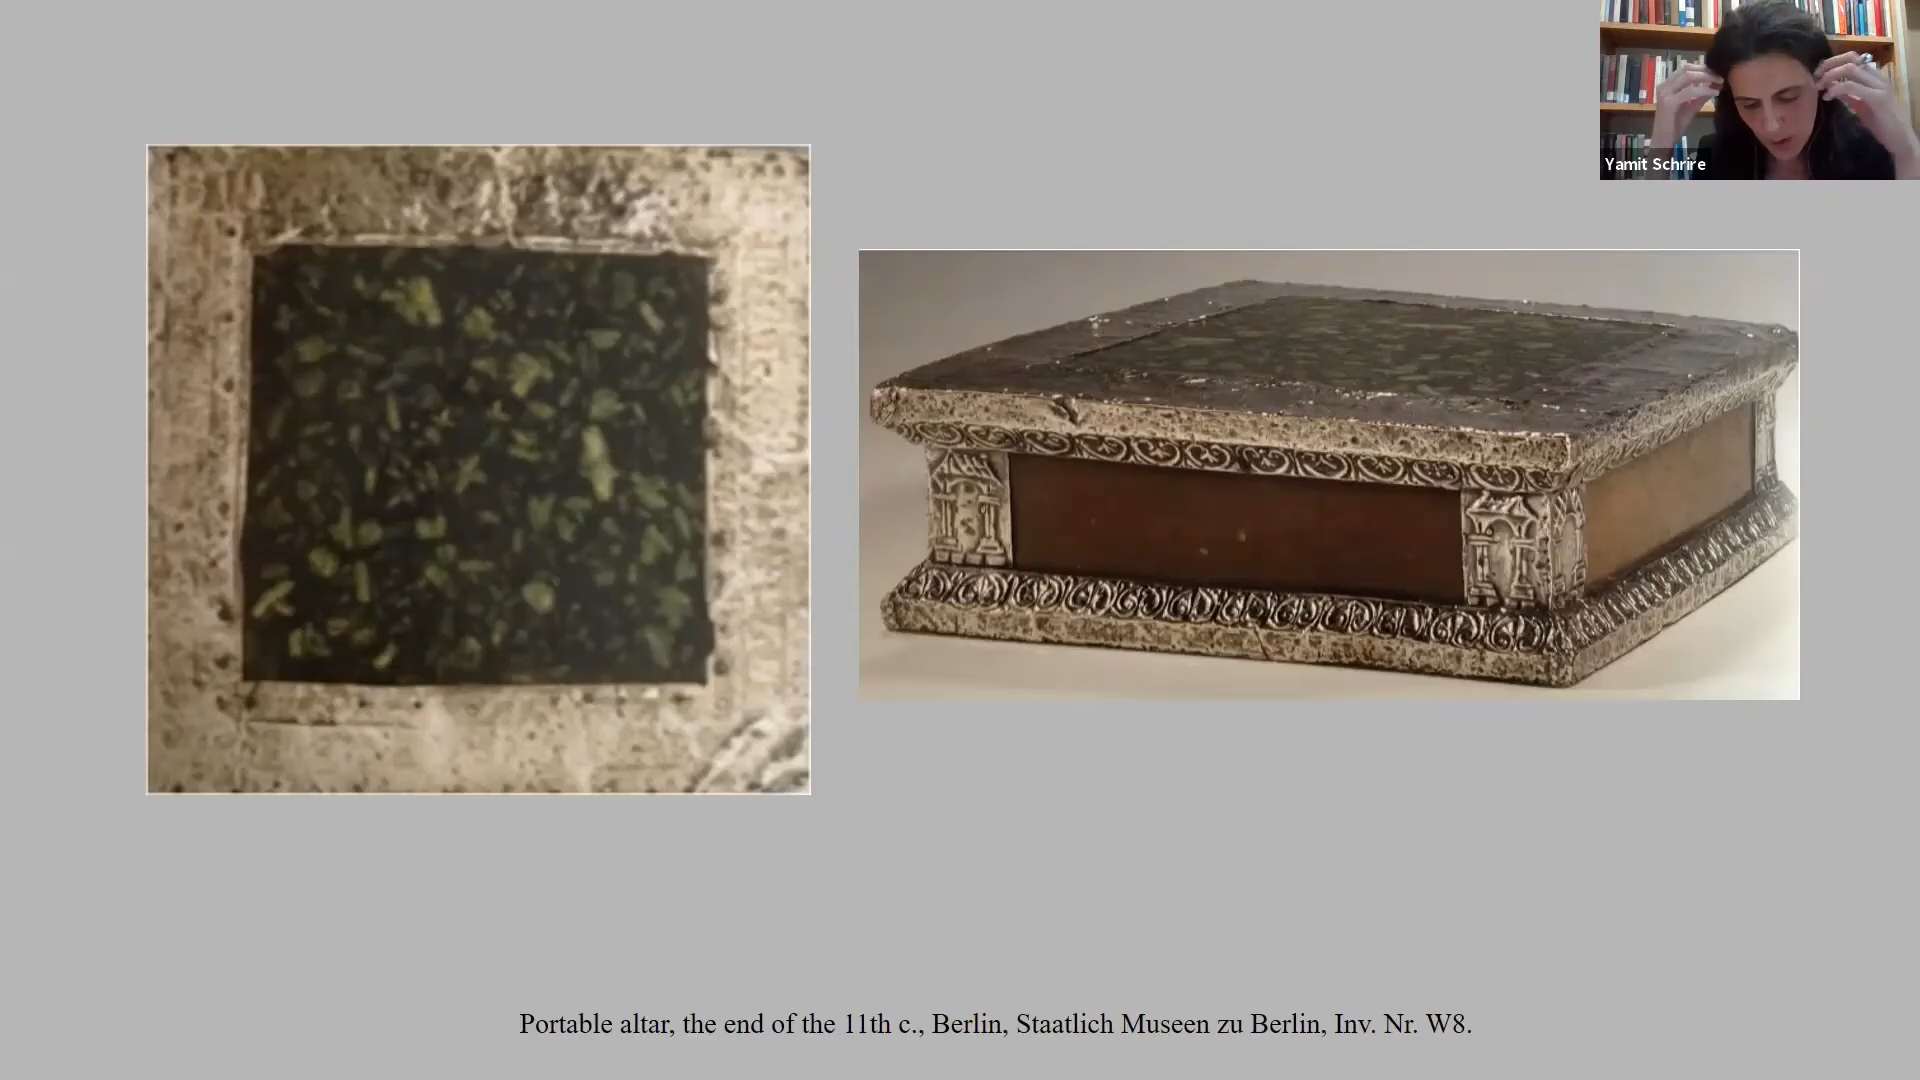 Yamit Schrire
Portable altar, the end of the 11th c., Berlin, Staatlich Museen zu Berlin, Inv. Nr. W8.